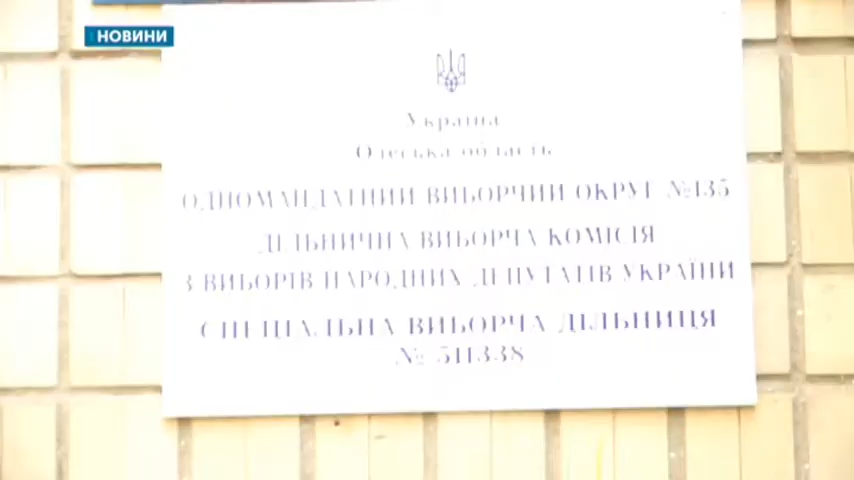 НОВИНИ
Україна
Одеська область
ОДНОМАНДАТНИЙ ВИБОРЧИЙ ОКРУГ №135
ДІЛЬНИЧНА ВИБОРЧА КОМІСІЯ
З ВИБОРІВ НАРОДНИХ ДЕПУТАТІВ УКРАЇНИ
СПЕЦІАЛЬНА ВИБОРЧА ДІЛЬНИЦЯ
№ 511338